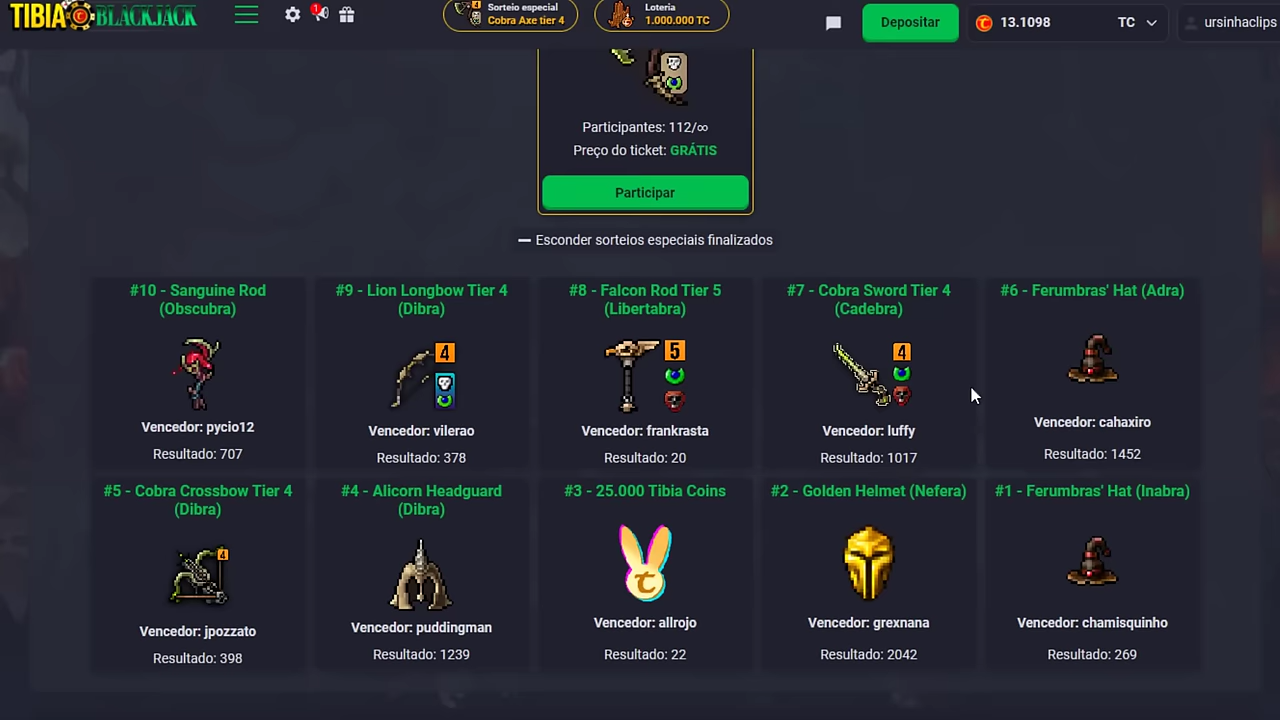 TIBIA BLACKJACK
1
4
Sorteio especial
Cobra Axe tier 4
Loteria
1.000.000 TC
Depositar
13.1098
TC
ursinhaclips
Participantes: 112/∞
Preço do ticket: GRÁTIS
Participar
Esconder sorteios especiais finalizados
#10 - Sanguine Rod
(Obscubra)
Vencedor: pycio12
Resultado: 707
#9 - Lion Longbow Tier 4
(Dibra)
4
Vencedor: vilerao
Resultado: 378
#8 - Falcon Rod Tier 5
(Libertabra)
5
Vencedor: frankrasta
Resultado: 20
#7 - Cobra Sword Tier 4
(Cadebra)
4
Vencedor: luffy
Resultado: 1017
#6 - Ferumbras' Hat (Adra)
Vencedor: cahaxiro
Resultado: 1452
#5 - Cobra Crossbow Tier 4
(Dibra)
4
Vencedor: jpozzato
Resultado: 398
#4 - Alicorn Headguard
(Dibra)
Vencedor: puddingman
Resultado: 1239
#3 - 25.000 Tibia Coins
t
Vencedor: allrojo
Resultado: 22
#2 - Golden Helmet (Nefera)
Vencedor: grexnana
Resultado: 2042
#1 - Ferumbras' Hat (Inabra)
Vencedor: chamisquinho
Resultado: 269